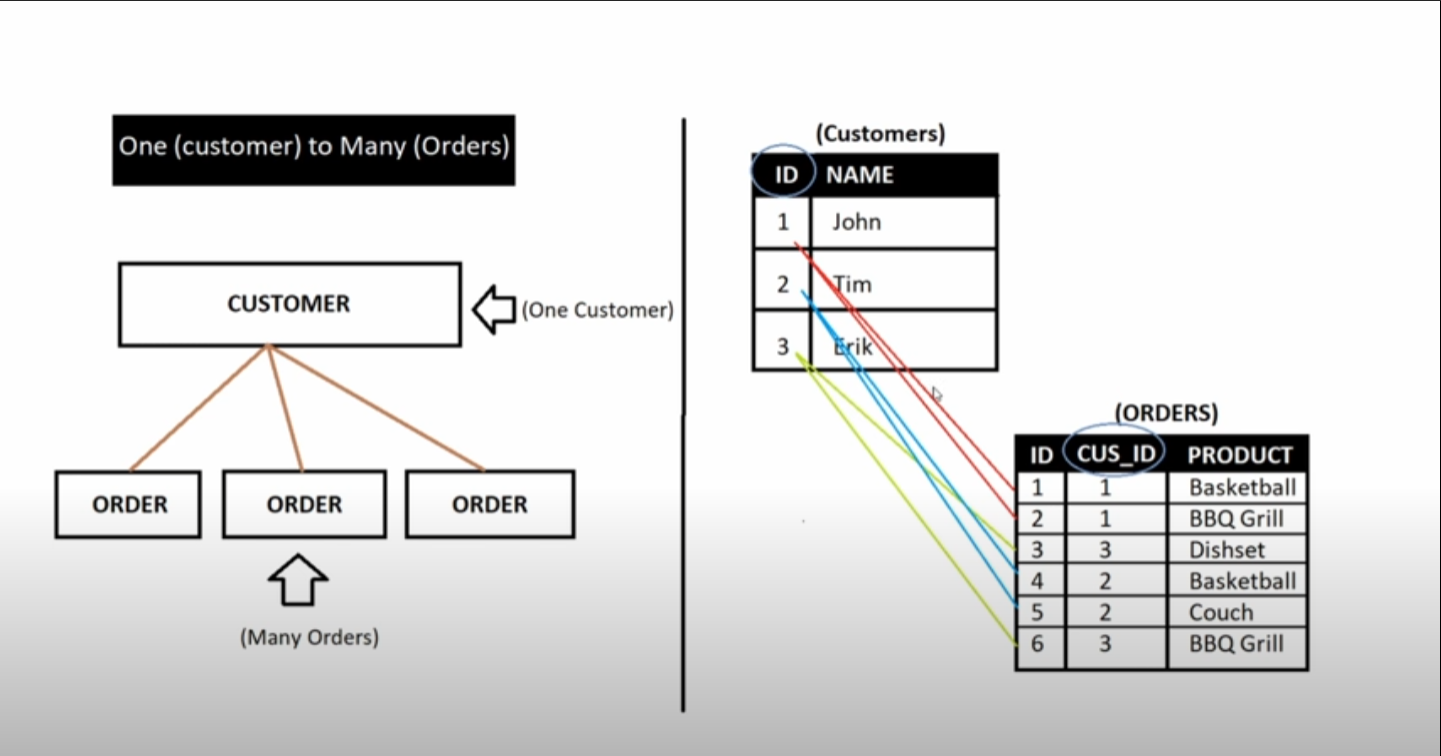 One (customer) to Many (Orders)
CUSTOMER
(One Customer)
ORDER ORDER ORDER
(Many Orders)
(Customers)
ID NAME
1 John
2 Tim
3 Erik
(ORDERS)
ID CUS_ID PRODUCT
1 1 Basketball
2 1 BBQ Grill
3 3 Dishset
4 2 Basketball
5 2 Couch
6 3 BBQ Grill